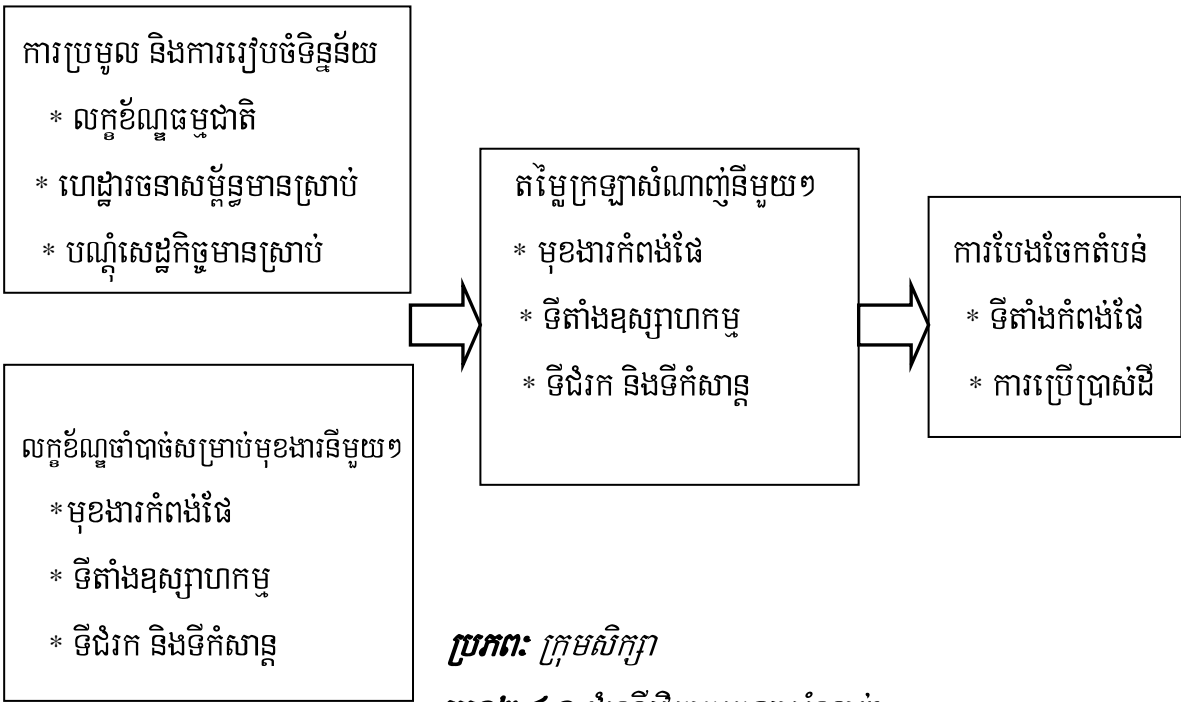 ការប្រមូល និងការរៀបចំទិន្នន័យ
* លក្ខខ័ណ្ឌធម្មជាតិ
* ហេដ្ឋារចនាសម្ព័ន្ធមានស្រាប់
* បណ្តុំសេដ្ឋកិច្ចមានស្រាប់
លក្ខខ័ណ្ឌចាំបាច់សម្រាប់មុខងារនីមួយៗ
*មុខងារកំពង់ផែ
* ទីតាំងឧស្សាហកម្ម
* ទីជំរក និងទីកំសាន្ត
តម្លៃក្រឡាសំណាញ់នីមួយៗ
* មុខងារកំពង់ផែ
* ទីតាំងឧស្សាហកម្ម
* ទីជំរក និងទីកំសាន្ត
ការបែងចែកតំបន់
* ទីតាំងកំពង់ផែ
* ការប្រើប្រាស់ដី
ប្រភព: ក្រុមសិក្សា